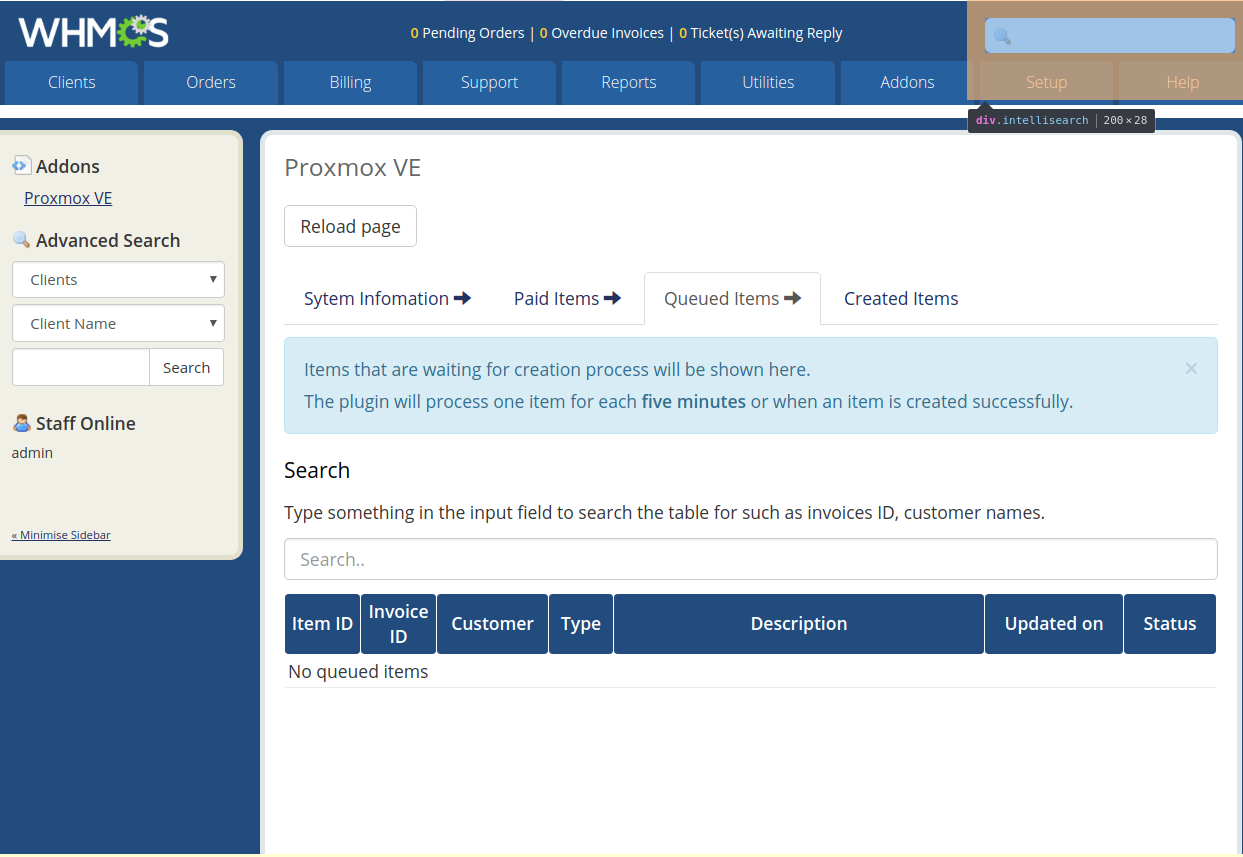 WHMCS
0 Pending Orders | 0 Overdue Invoices | 0 Ticket(s) Awaiting Reply
Clients Orders Billing Support Reports Utilities Addons Setup Help
div.intellisearch | 200 × 28
Addons
Proxmox VE
Advanced Search
Clients
Client Name
Search
Staff Online
admin
« Minimise Sidebar
Proxmox VE
Reload page
Sytem Infomation Paid Items Queued Items Created Items
Items that are waiting for creation process will be shown here. ×
The plugin will process one item for each five minutes or when an item is created successfully.
Search
Type something in the input field to search the table for such as invoices ID, customer names.
Search..
Item ID Invoice ID Customer Type Description Updated on Status
No queued items